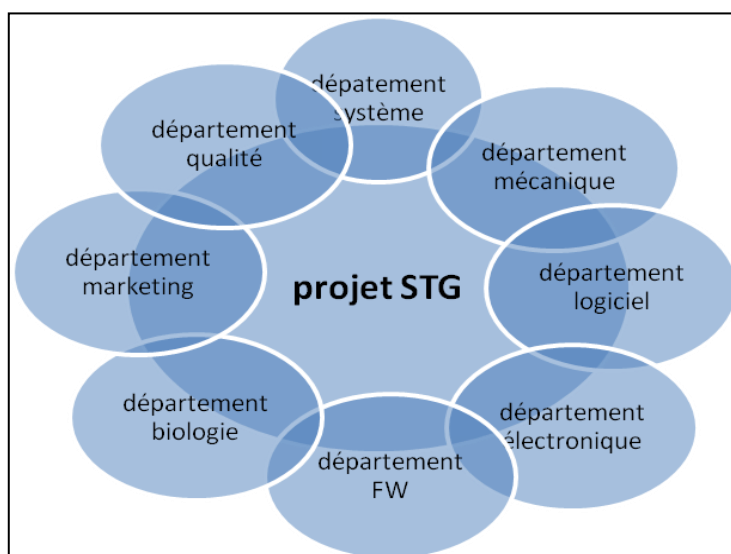 dépatement
système
département
qualité
département
mécanique
département
marketing
projet STG
département
logiciel
département
biologie
département
électronique
département
FW